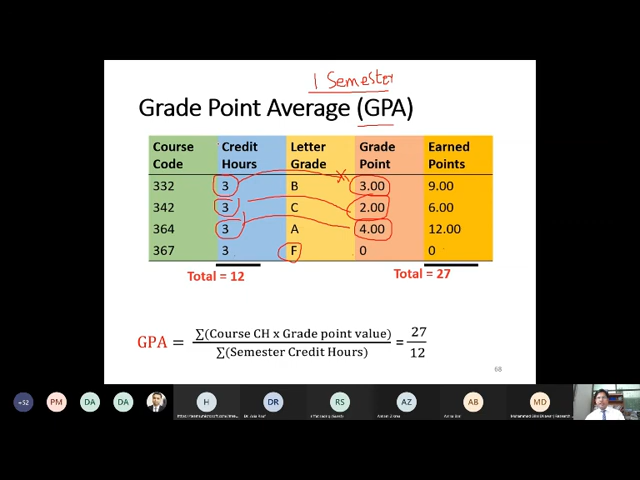 1 Semester
Grade Point Average (GPA)
Course Code Credit Hours Letter Grade Grade Point Earned Points
332 3 B 3.00 9.00
342 3 C 2.00 6.00
364 3 A 4.00 12.00
367 3 F 0 0
Total = 12 Total = 27
GPA = ∑(Course CH x Grade point value) / ∑(Semester Credit Hours) = 27 / 12
68
+52 PM DA DA H DR RS AZ AB MD